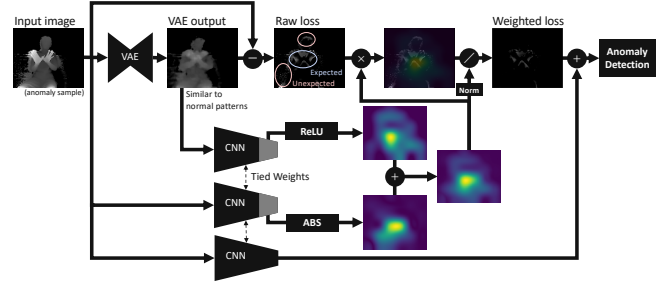 Input image
VAE output
Raw loss
Weighted loss
VAE
−
Expected
Unexpected
×
/
Norm
+
Anomaly
Detection
(anomaly sample)
Similar to
normal patterns
CNN
ReLU
Tied Weights
CNN
ABS
+
CNN